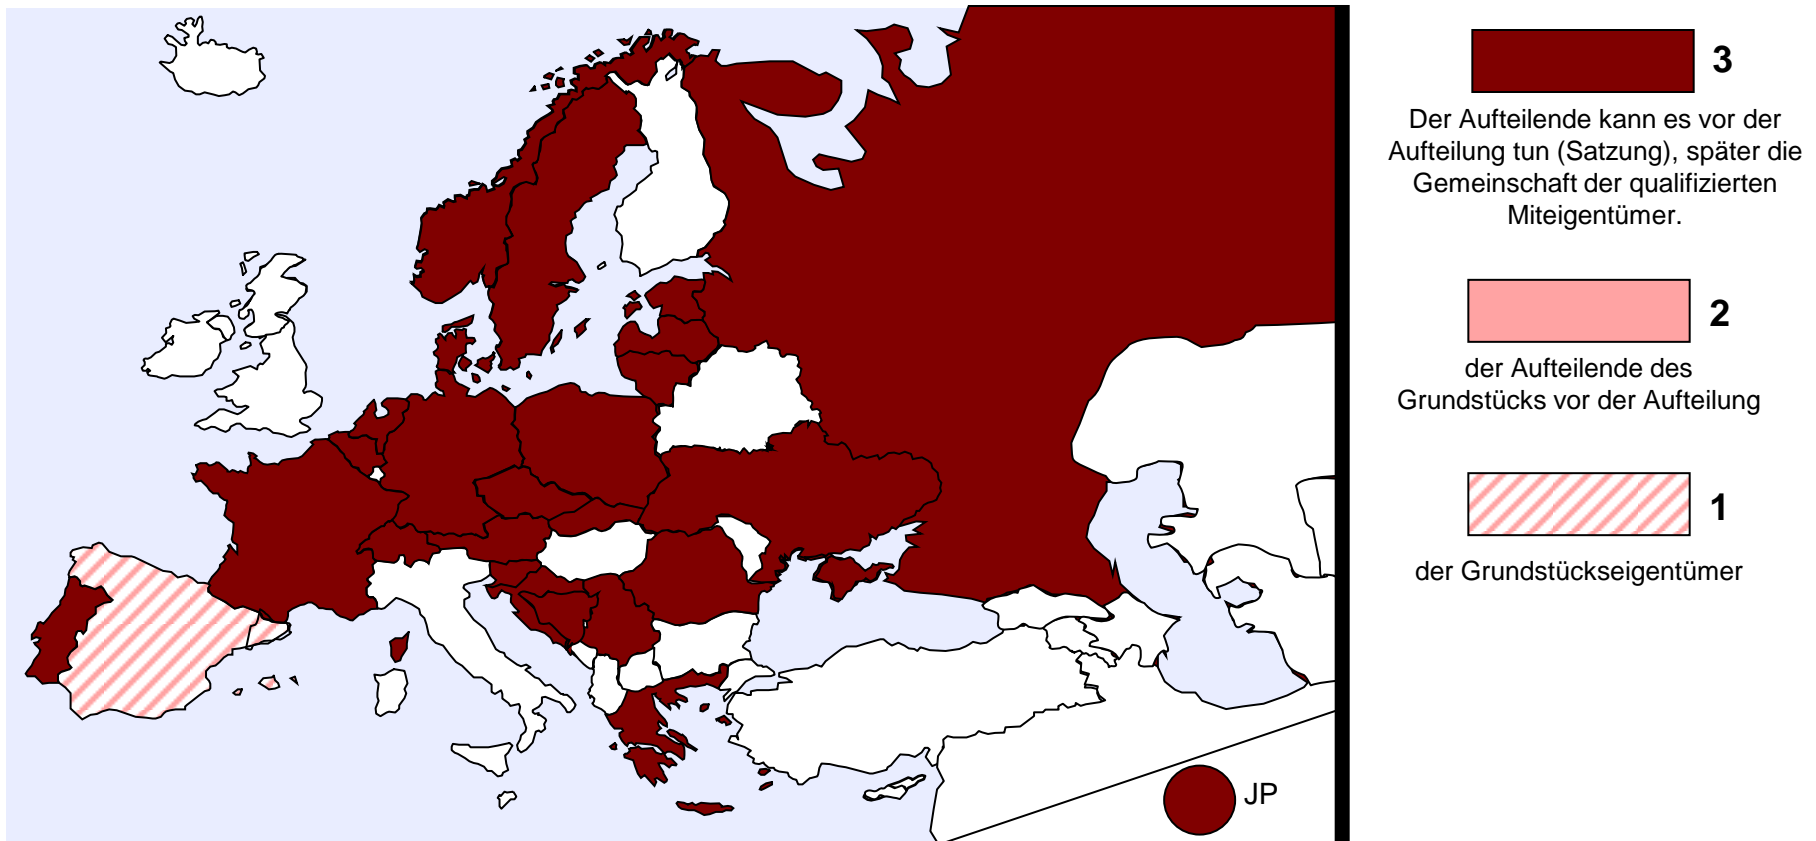 3
Der Aufteilende kann es vor der
Aufteilung tun (Satzung), später die
Gemeinschaft der qualifizierten
Miteigentümer.
2
der Aufteilende des
Grundstücks vor der Aufteilung
1
der Grundstückseigentümer
JP